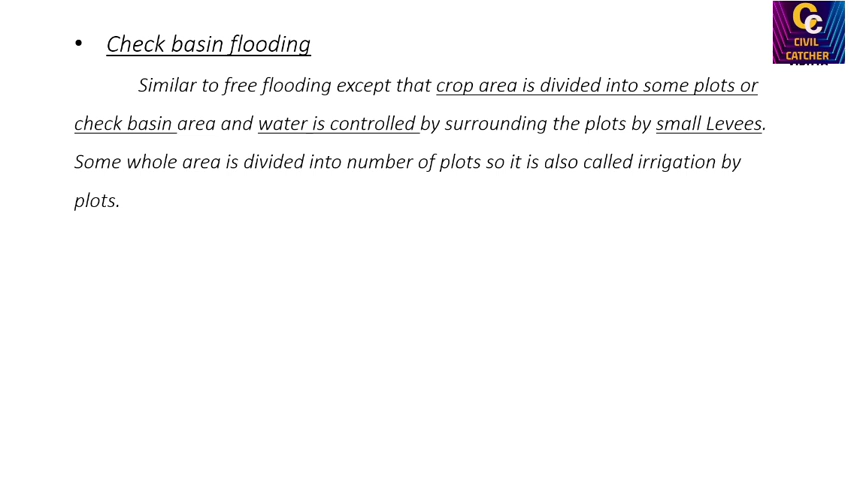 • Check basin flooding
Similar to free flooding except that crop area is divided into some plots or
check basin area and water is controlled by surrounding the plots by small Levees.
Some whole area is divided into number of plots so it is also called irrigation by
plots.
CC
CIVIL
CATCHER